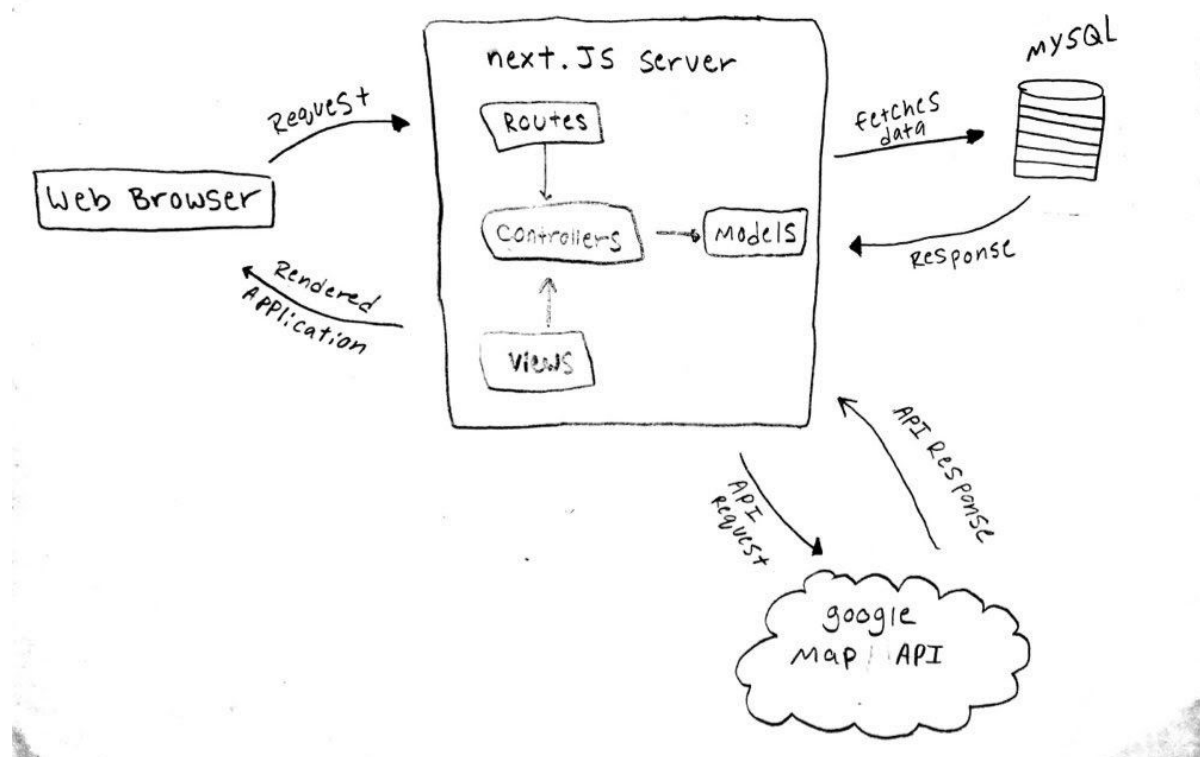 MySQL
next.JS Server
Request
Routes
fetches
data
Web Browser
Controllers
Models
Response
Rendered
Application
Views
API
Request
API Response
google
Map API